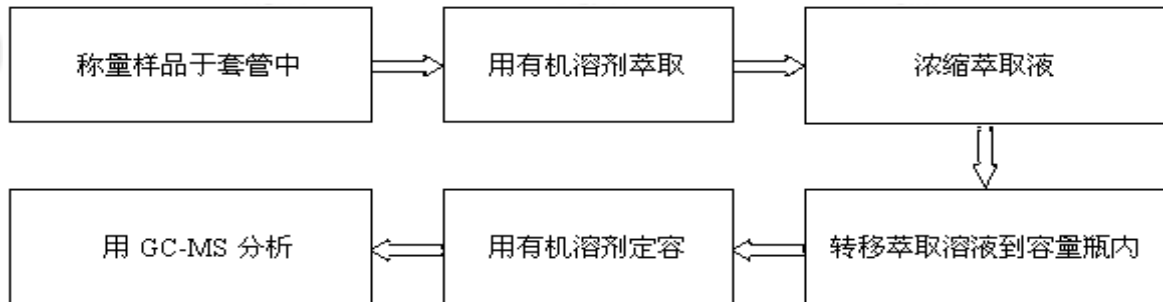 称量样品于套管中
用有机溶剂萃取
浓缩萃取液
转移萃取溶液到容量瓶内
用有机溶剂定容
用 GC-MS 分析